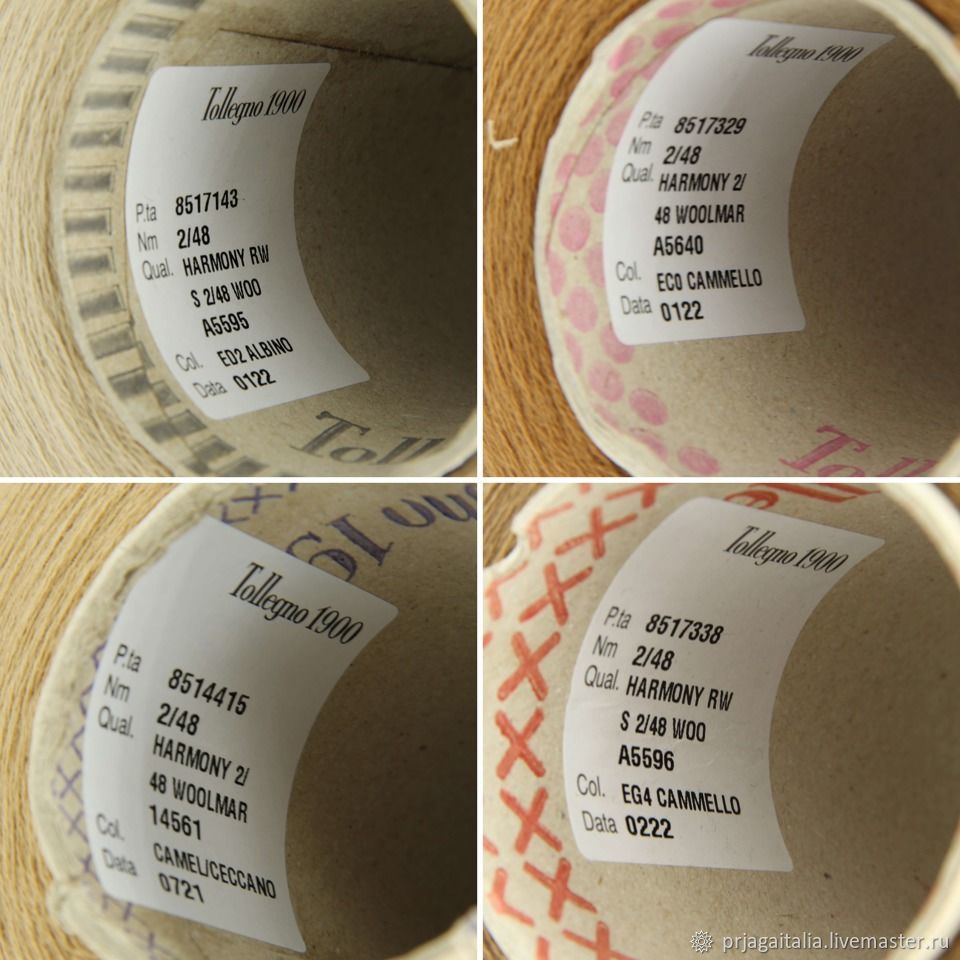 Tollegno 1900
P.ta 8517143
Nm 2/48
Qual. HARMONY RW
S 2/48 WOO
A5595
Col. ED2 ALBINO
Data 0122
Tol
Tollegno 1900
P.ta 8517329
Nm 2/48
Qual. HARMONY 2/
48 WOOLMAR
A5640
Col. EC0 CAMMELLO
Data 0122
Toll
Tollegno 1900
P.ta 8514415
Nm 2/48
Qual. HARMONY 2/
48 WOOLMAR
14561
Col. CAMEL/CECCANO
Data 0721
Tollegno 1900
P.ta 8517338
Nm 2/48
Qual. HARMONY RW
S 2/48 WOO
A5596
Col. EG4 CAMMELLO
Data 0222
prjagaitalia.livemaster.ru